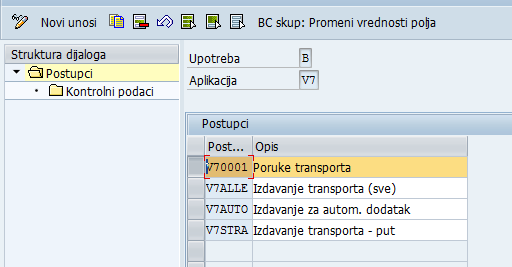 Novi unosi BC skup: Promeni vrednosti polja
Struktura dijaloga
Postupci
Kontrolni podaci
Upotreba B
Aplikacija V7
Postupci
Post... Opis
V70001 Poruke transporta
V7ALLE Izdavanje transporta (sve)
V7AUTO Izdavanje za autom. dodatak
V7STRA Izdavanje transporta - put